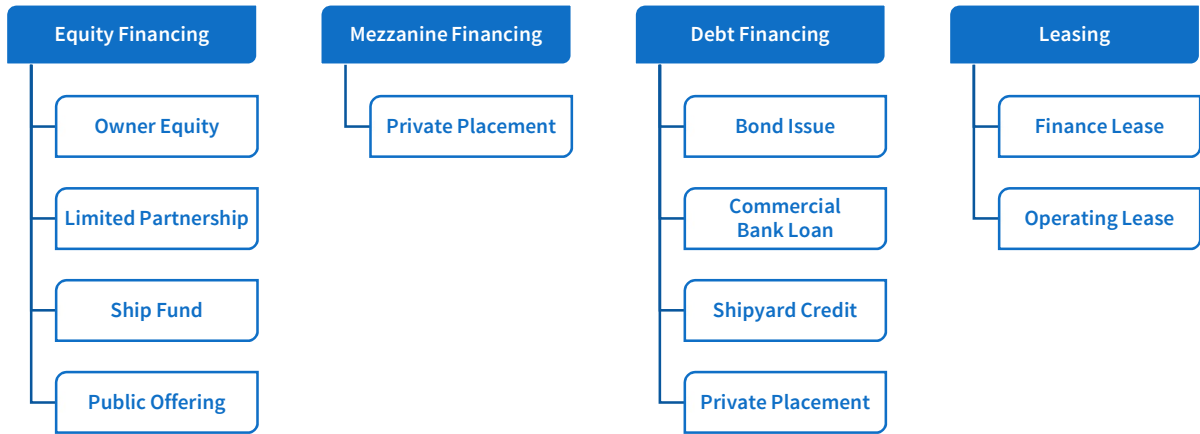 Equity Financing
Owner Equity
Limited Partnership
Ship Fund
Public Offering
Mezzanine Financing
Private Placement
Debt Financing
Bond Issue
Commercial
Bank Loan
Shipyard Credit
Private Placement
Leasing
Finance Lease
Operating Lease